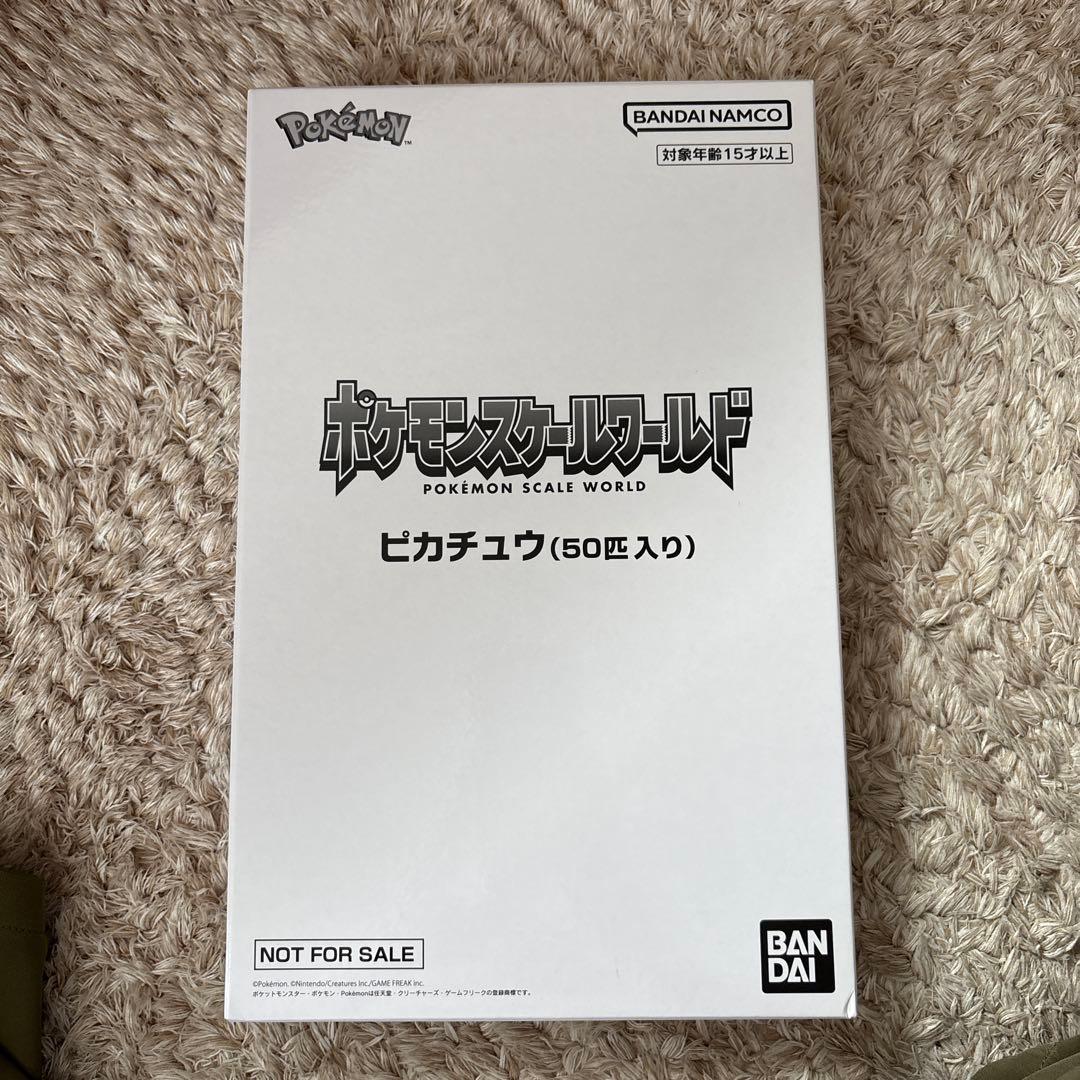 POKéMON™
BANDAI NAMCO
対象年齢15才以上
ポケモンスケールワールド
POKÉMON SCALE WORLD
ピカチュウ(50匹入り)
NOT FOR SALE
BAN
DAI
©Pokémon. ©Nintendo/Creatures Inc./GAME FREAK inc.
ポケットモンスター・ポケモン・Pokémonは任天堂・クリーチャーズ・ゲームフリークの登録商標です。